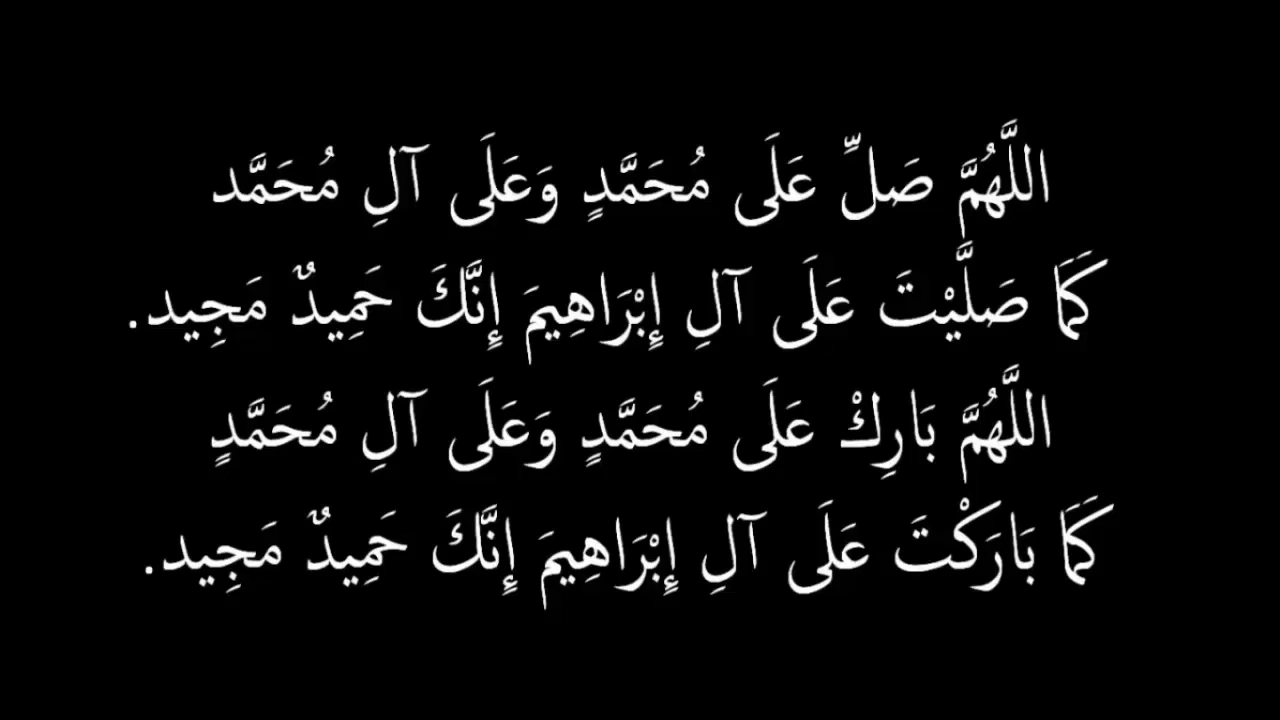 اللَّهُمَّ صَلِّ عَلَى مُحَمَّدٍ وَعَلَى آلِ مُحَمَّد
كَمَا صَلَّيْتَ عَلَى آلِ إِبْرَاهِيمَ إِنَّكَ حَمِيدٌ مَجِيد.
اللَّهُمَّ بَارِكْ عَلَى مُحَمَّدٍ وَعَلَى آلِ مُحَمَّدٍ
كَمَا بَارَكْتَ عَلَى آلِ إِبْرَاهِيمَ إِنَّكَ حَمِيدٌ مَجِيد.